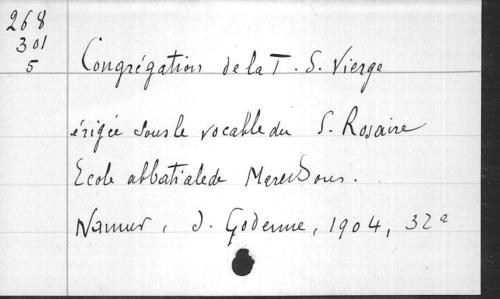 268
301
5
Congrégation de la T. S. Vierge
érigée sous le vocable du S. Rosaire
Ecole abbatiale de Maredsous.
Namur, J. Godenne, 1904, 32ª